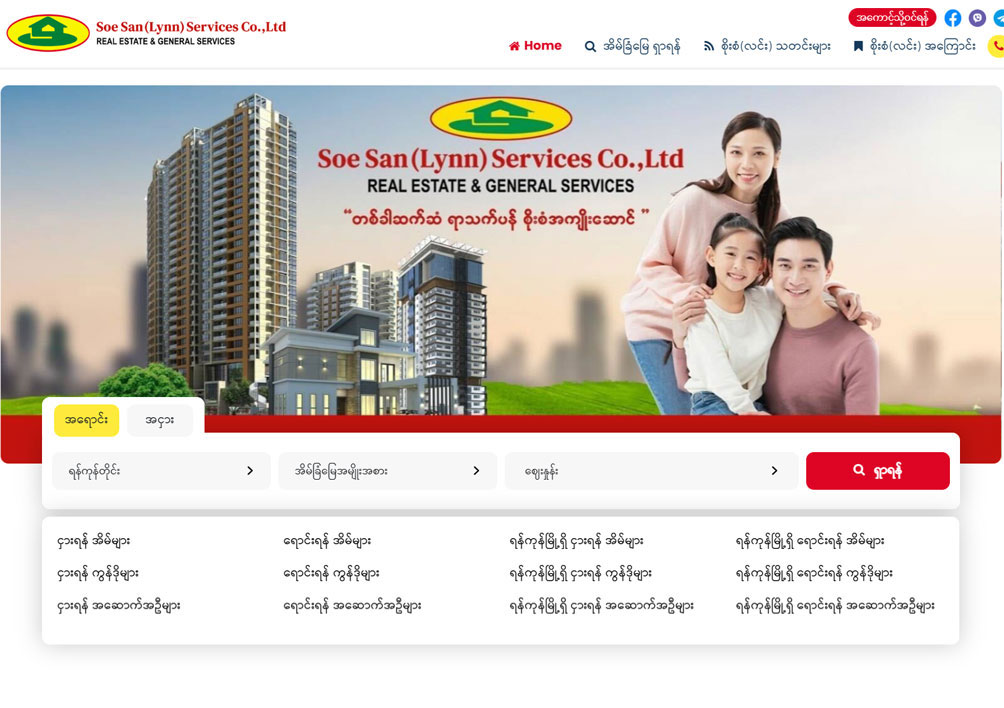 Soe San (Lynn) Services Co.,Ltd
REAL ESTATE & GENERAL SERVICES
အကောင့်သို့ဝင်ရန်
Home
အိမ်ခြံမြေ ရှာရန်
စိုးစံ(လင်း) သတင်းများ
စိုးစံ(လင်း) အကြောင်း
Soe San (Lynn) Services Co.,Ltd
REAL ESTATE & GENERAL SERVICES
“တစ်ခါဆက်ဆံ ရာသက်ပန် စိုးစံအကျိုးဆောင် ”
အရောင်း
အငှား
ရန်ကုန်တိုင်း
အိမ်ခြံမြေအမျိုးအစား
ဈေးနှုန်း
ရှာရန်
ငှားရန် အိမ်များ
ရောင်းရန် အိမ်များ
ရန်ကုန်မြို့ရှိ ငှားရန် အိမ်များ
ရန်ကုန်မြို့ရှိ ရောင်းရန် အိမ်များ
ငှားရန် ကွန်ဒိုများ
ရောင်းရန် ကွန်ဒိုများ
ရန်ကုန်မြို့ရှိ ငှားရန် ကွန်ဒိုများ
ရန်ကုန်မြို့ရှိ ရောင်းရန် ကွန်ဒိုများ
ငှားရန် အဆောက်အဦများ
ရောင်းရန် အဆောက်အဦများ
ရန်ကုန်မြို့ရှိ ငှားရန် အဆောက်အဦများ
ရန်ကုန်မြို့ရှိ ရောင်းရန် အဆောက်အဦများ